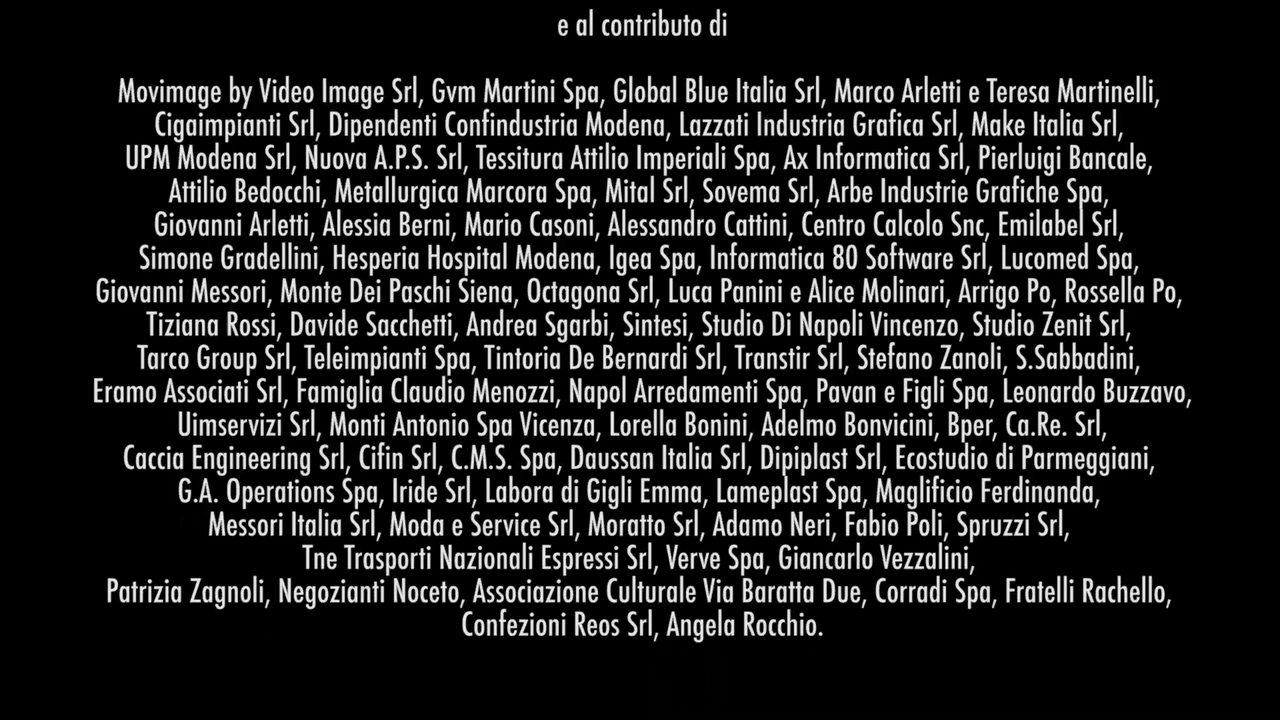 e al contributo di
Movimage by Video Image Srl, Gvm Martini Spa, Global Blue Italia Srl, Marco Arletti e Teresa Martinelli,
Cigaimpianti Srl, Dipendenti Confindustria Modena, Lazzati Industria Grafica Srl, Make Italia Srl,
UPM Modena Srl, Nuova A.P.S. Srl, Tessitura Attilio Imperiali Spa, Ax Informatica Srl, Pierluigi Bancale,
Attilio Bedocchi, Metallurgica Marcora Spa, Mital Srl, Sovema Srl, Arbe Industrie Grafiche Spa,
Giovanni Arletti, Alessia Berni, Mario Casoni, Alessandro Cattini, Centro Calcolo Snc, Emilabel Srl,
Simone Gradellini, Hesperia Hospital Modena, Igea Spa, Informatica 80 Software Srl, Lucomed Spa,
Giovanni Messori, Monte Dei Paschi Siena, Octagona Srl, Luca Panini e Alice Molinari, Arrigo Po, Rossella Po,
Tiziana Rossi, Davide Sacchetti, Andrea Sgarbi, Sintesi, Studio Di Napoli Vincenzo, Studio Zenit Srl,
Tarco Group Srl, Teleimpianti Spa, Tintoria De Bernardi Srl, Transtir Srl, Stefano Zanoli, S.Sabbadini,
Eramo Associati Srl, Famiglia Claudio Menozzi, Napol Arredamenti Spa, Pavan e Figli Spa, Leonardo Buzzavo,
Uimservizi Srl, Monti Antonio Spa Vicenza, Lorella Bonini, Adelmo Bonvicini, Bper, Ca.Re. Srl,
Caccia Engineering Srl, Cifin Srl, C.M.S. Spa, Daussan Italia Srl, Dipiplast Srl, Ecostudio di Parmeggiani,
G.A. Operations Spa, Iride Srl, Labora di Gigli Emma, Lameplast Spa, Maglificio Ferdinanda,
Messori Italia Srl, Moda e Service Srl, Moratto Srl, Adamo Neri, Fabio Poli, Spruzzi Srl,
Tne Trasporti Nazionali Espressi Srl, Verve Spa, Giancarlo Vezzalini,
Patrizia Zagnoli, Negozianti Noceto, Associazione Culturale Via Baratta Due, Corradi Spa, Fratelli Rachello,
Confezioni Reos Srl, Angela Rocchio.